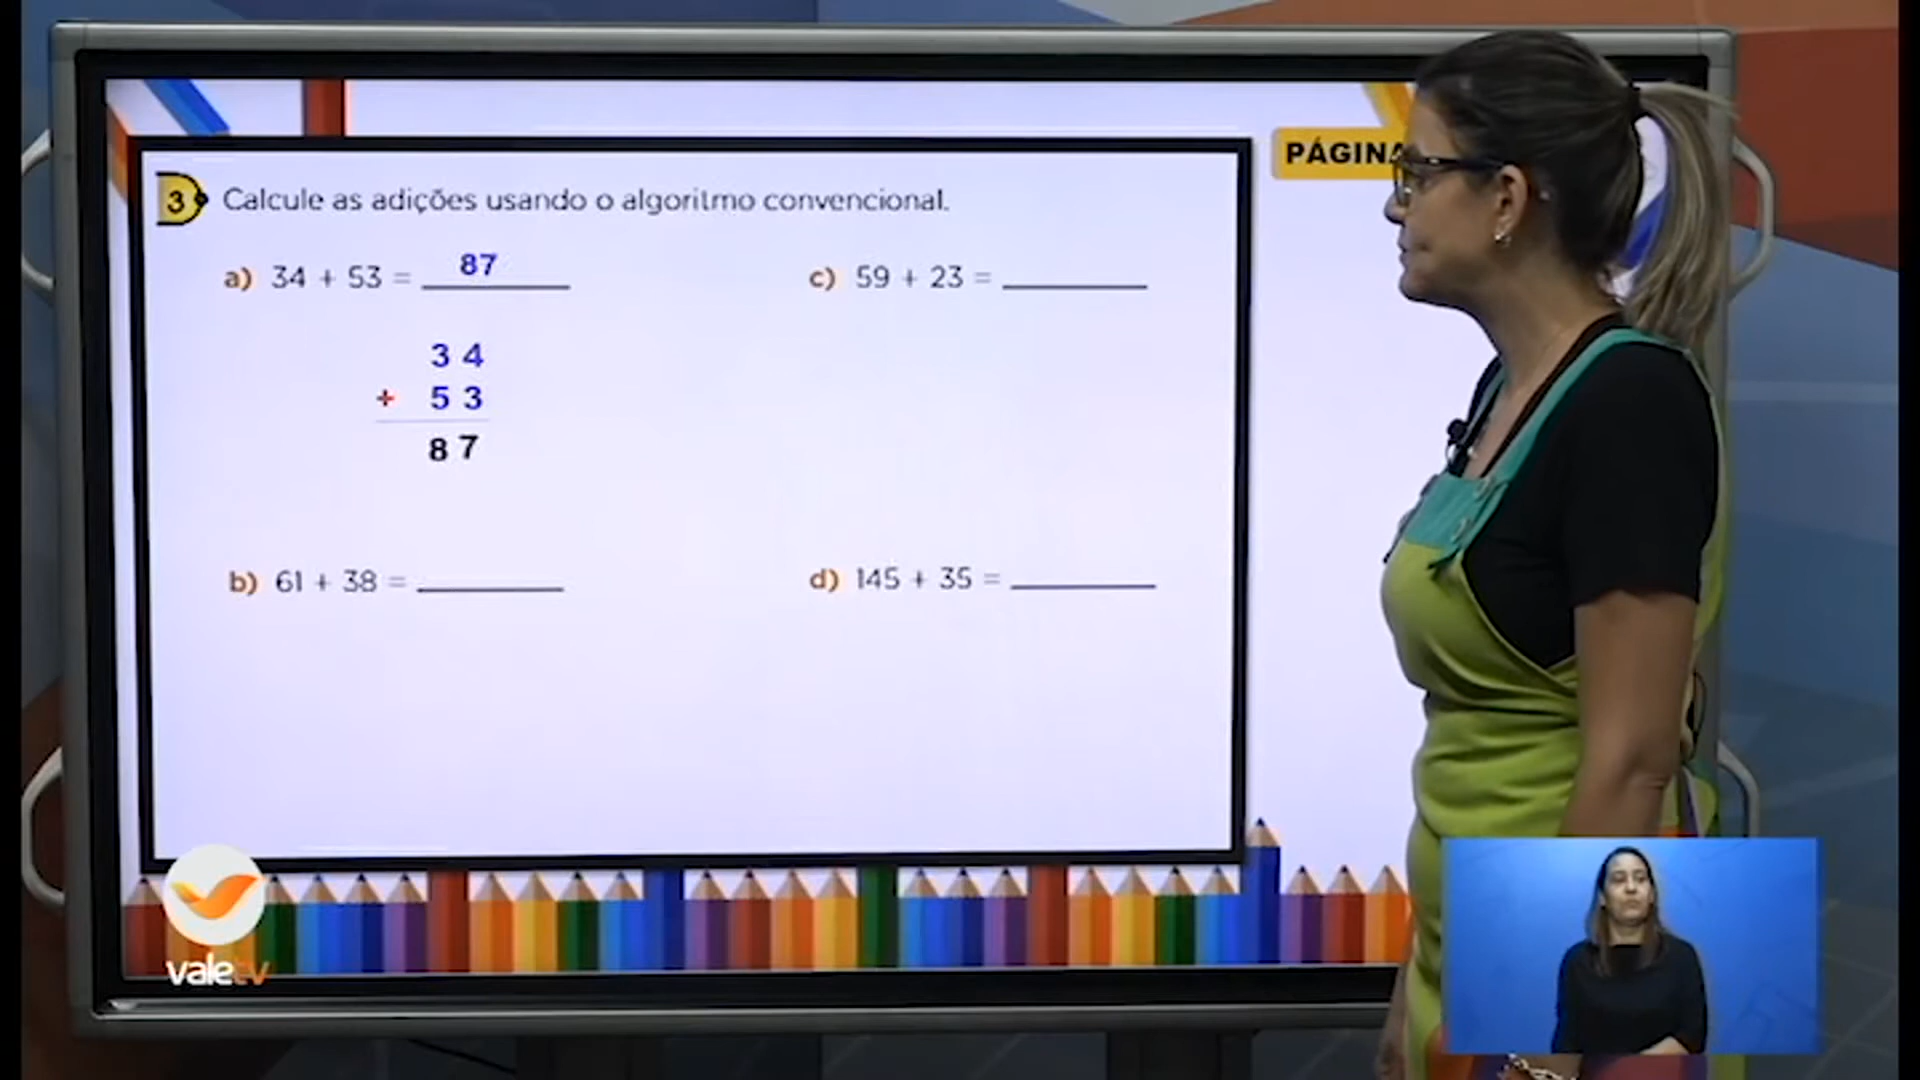 PÁGINA
3 Calcule as adições usando o algoritmo convencional.
a) 34 + 53 = 87
c) 59 + 23 =
3 4
+ 5 3
8 7
b) 61 + 38 =
d) 145 + 35 =
valetv